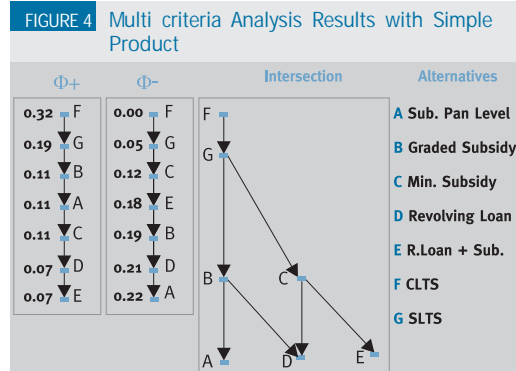 FIGURE 4 Multi criteria Analysis Results with Simple
Product
Φ+ Φ- Intersection Alternatives
0.32 F 0.00 F F A Sub. Pan Level
0.19 G 0.05 G G B Graded Subsidy
0.11 B 0.12 C C Min. Subsidy
0.11 A 0.18 E D Revolving Loan
0.11 C 0.19 B B C E R.Loan + Sub.
0.07 D 0.21 D F CLTS
0.07 E 0.22 A G SLTS
A D E